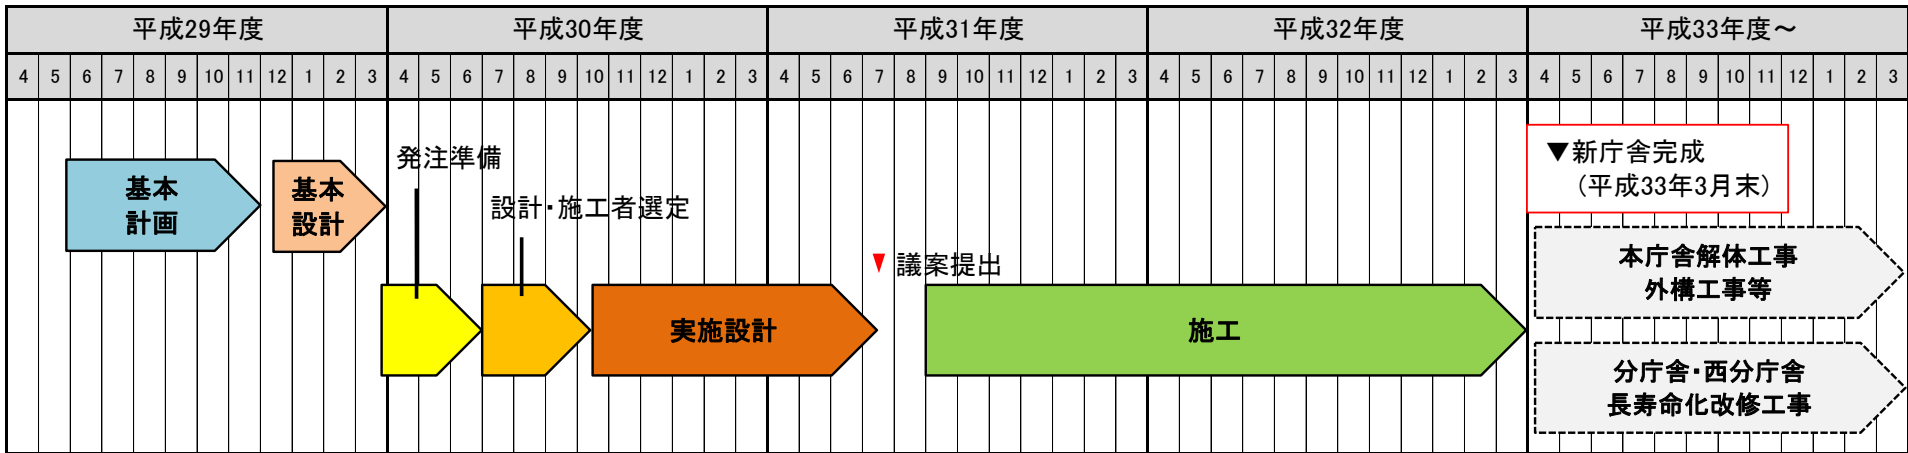 平成29年度 平成30年度 平成31年度 平成32年度 平成33年度～
4 5 6 7 8 9 10 11 12 1 2 3 4 5 6 7 8 9 10 11 12 1 2 3 4 5 6 7 8 9 10 11 12 1 2 3 4 5 6 7 8 9 10 11 12 1 2 3 4 5 6 7 8 9 10 11 12 1 2 3
基本
計画
基本
設計
発注準備
設計・施工者選定
実施設計
▼議案提出
施工
▼新庁舎完成
（平成33年3月末）
本庁舎解体工事
外構工事等
分庁舎・西分庁舎
長寿命化改修工事